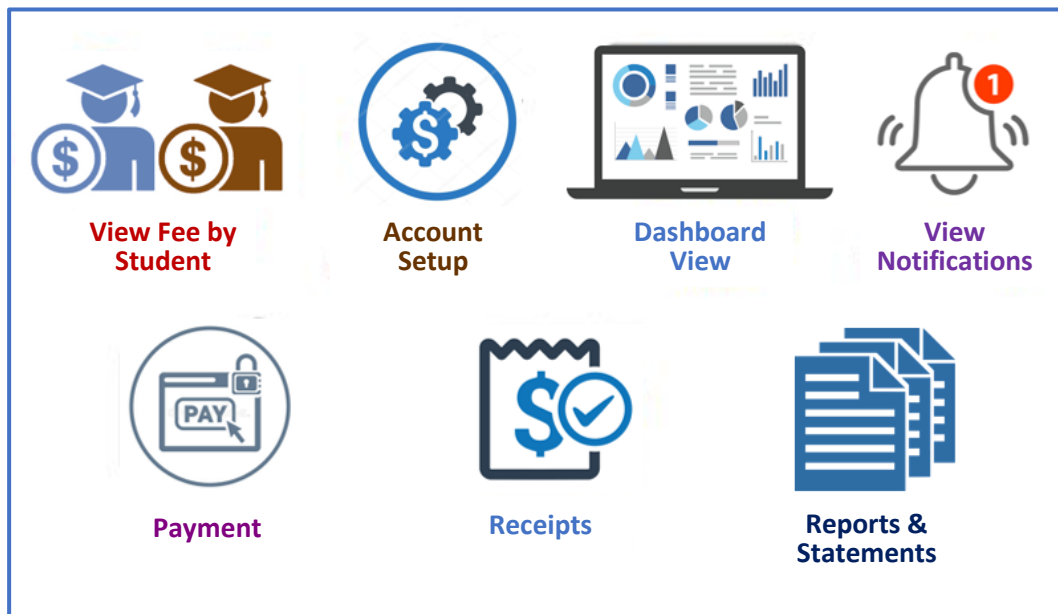 $ $
$
1
View Fee by
Student
Account
Setup
Dashboard
View
View
Notifications
PAY
$
Payment
Receipts
Reports &
Statements